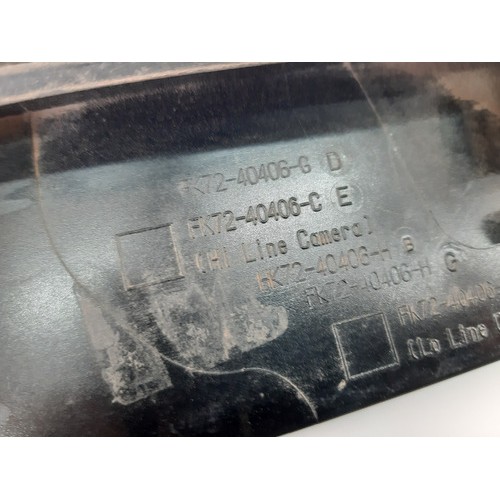 FK72-40406-G D
FK72-40406-C E
(Hi Line Camera)
FK72-40406-H B
FK72-40406-H G
FK72-40406
(Lo Line